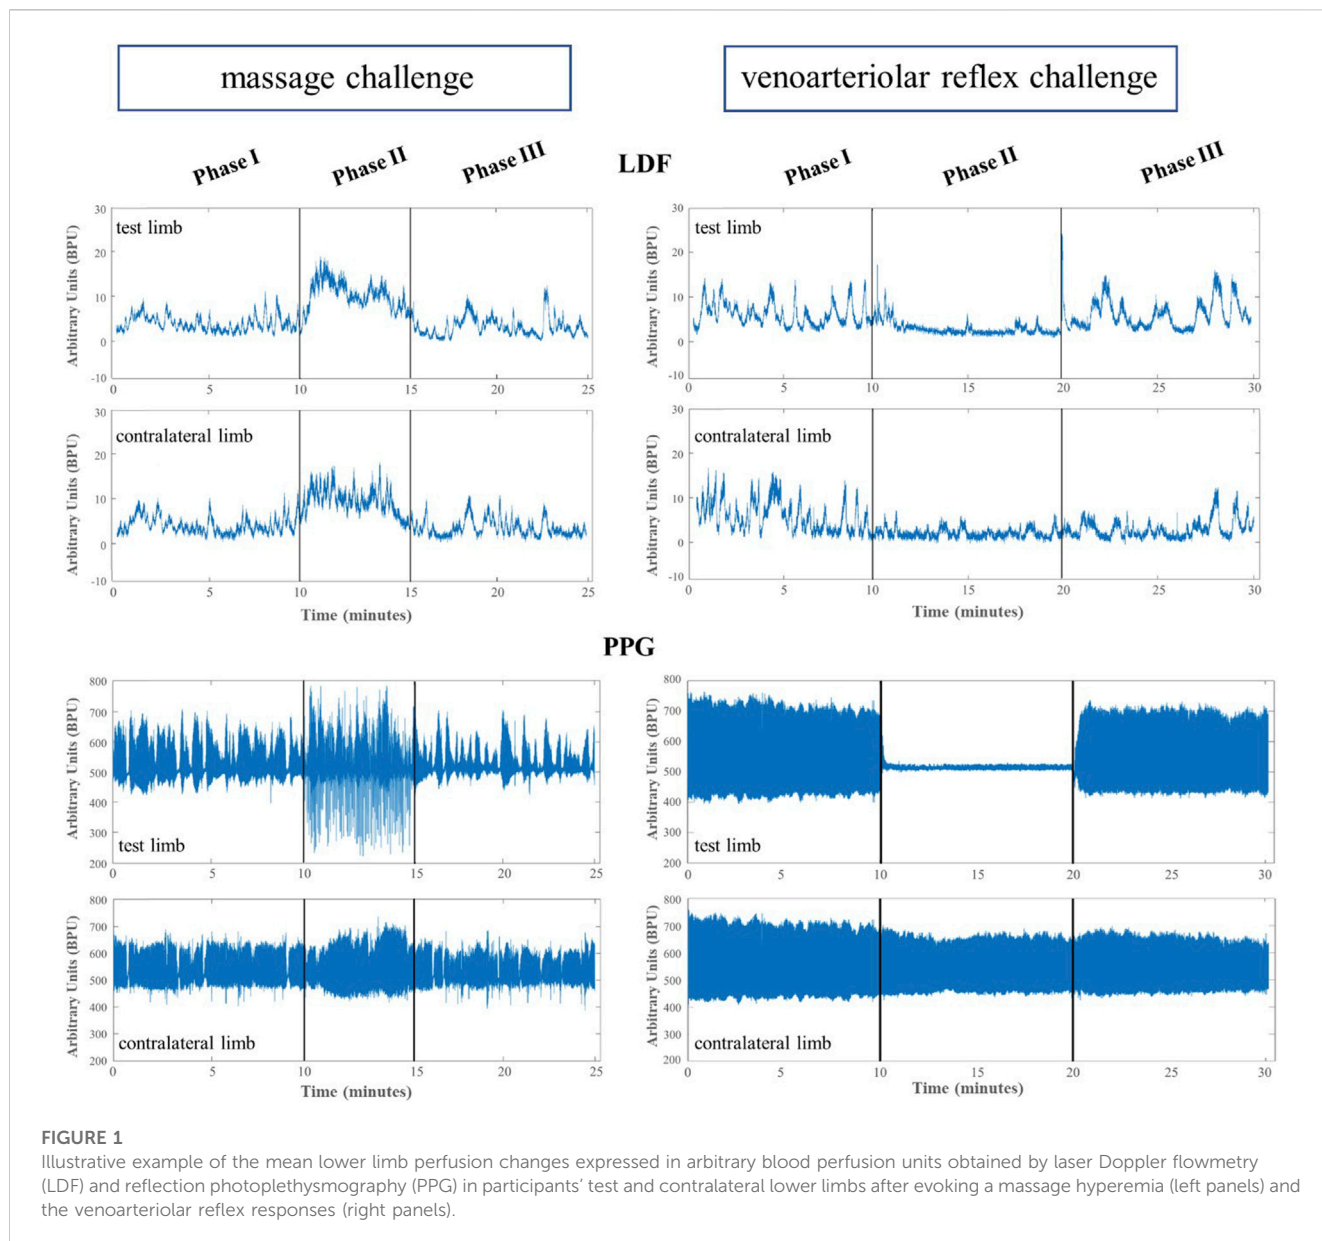 massage challenge
venoarteriolar reflex challenge
Phase I
Phase II
Phase III
LDF
Phase I
Phase II
Phase III
Arbitrary Units (BPU)
30
20
10
0
-10
test limb
0
5
10
15
20
25
Arbitrary Units (BPU)
30
20
10
0
-10
test limb
0
5
10
15
20
25
30
Arbitrary Units (BPU)
30
20
10
0
-10
contralateral limb
0
5
10
15
20
25
Time (minutes)
Arbitrary Units (BPU)
30
20
10
0
-10
contralateral limb
0
5
10
15
20
25
30
Time (minutes)
PPG
Arbitrary Units (BPU)
800
700
600
500
400
300
200
test limb
0
5
10
15
20
25
Arbitrary Units (BPU)
800
700
600
500
400
300
200
test limb
0
5
10
15
20
25
30
Arbitrary Units (BPU)
800
700
600
500
400
300
200
contralateral limb
0
5
10
15
20
25
Time (minutes)
Arbitrary Units (BPU)
800
700
600
500
400
300
200
contralateral limb
0
5
10
15
20
25
30
Time (minutes)
FIGURE 1
Illustrative example of the mean lower limb perfusion changes expressed in arbitrary blood perfusion units obtained by laser Doppler flowmetry
(LDF) and reflection photoplethysmography (PPG) in participants' test and contralateral lower limbs after evoking a massage hyperemia (left panels) and
the venoarteriolar reflex responses (right panels).